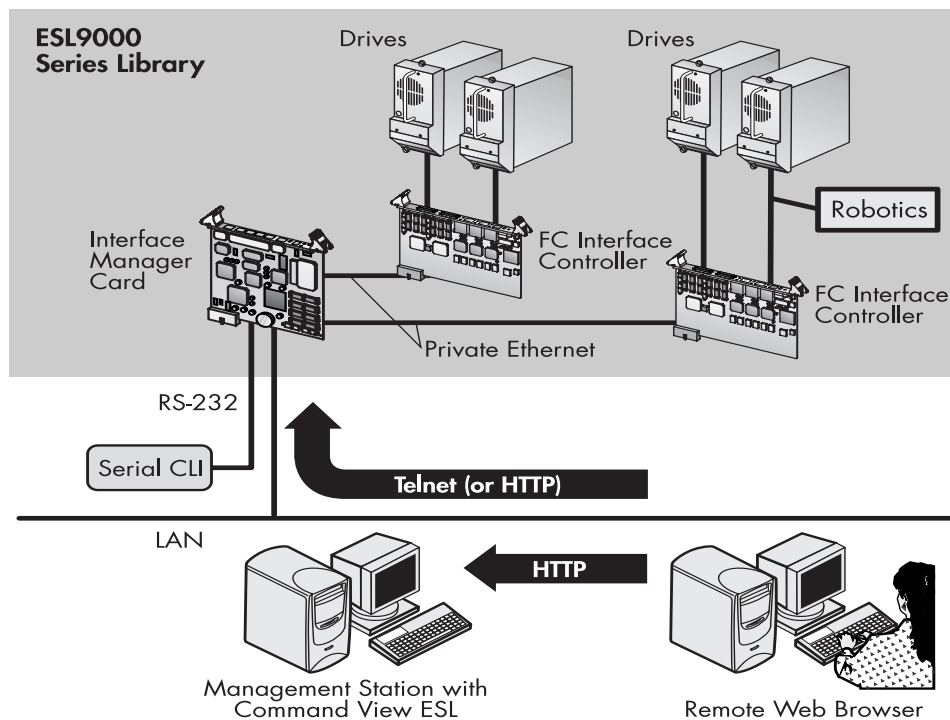 ESL9000
Series Library
Drives
Drives
Robotics
Interface
Manager
Card
FC Interface
Controller
FC Interface
Controller
Private Ethernet
RS-232
Serial CLI
Telnet (or HTTP)
LAN
HTTP
Management Station with
Command View ESL
Remote Web Browser